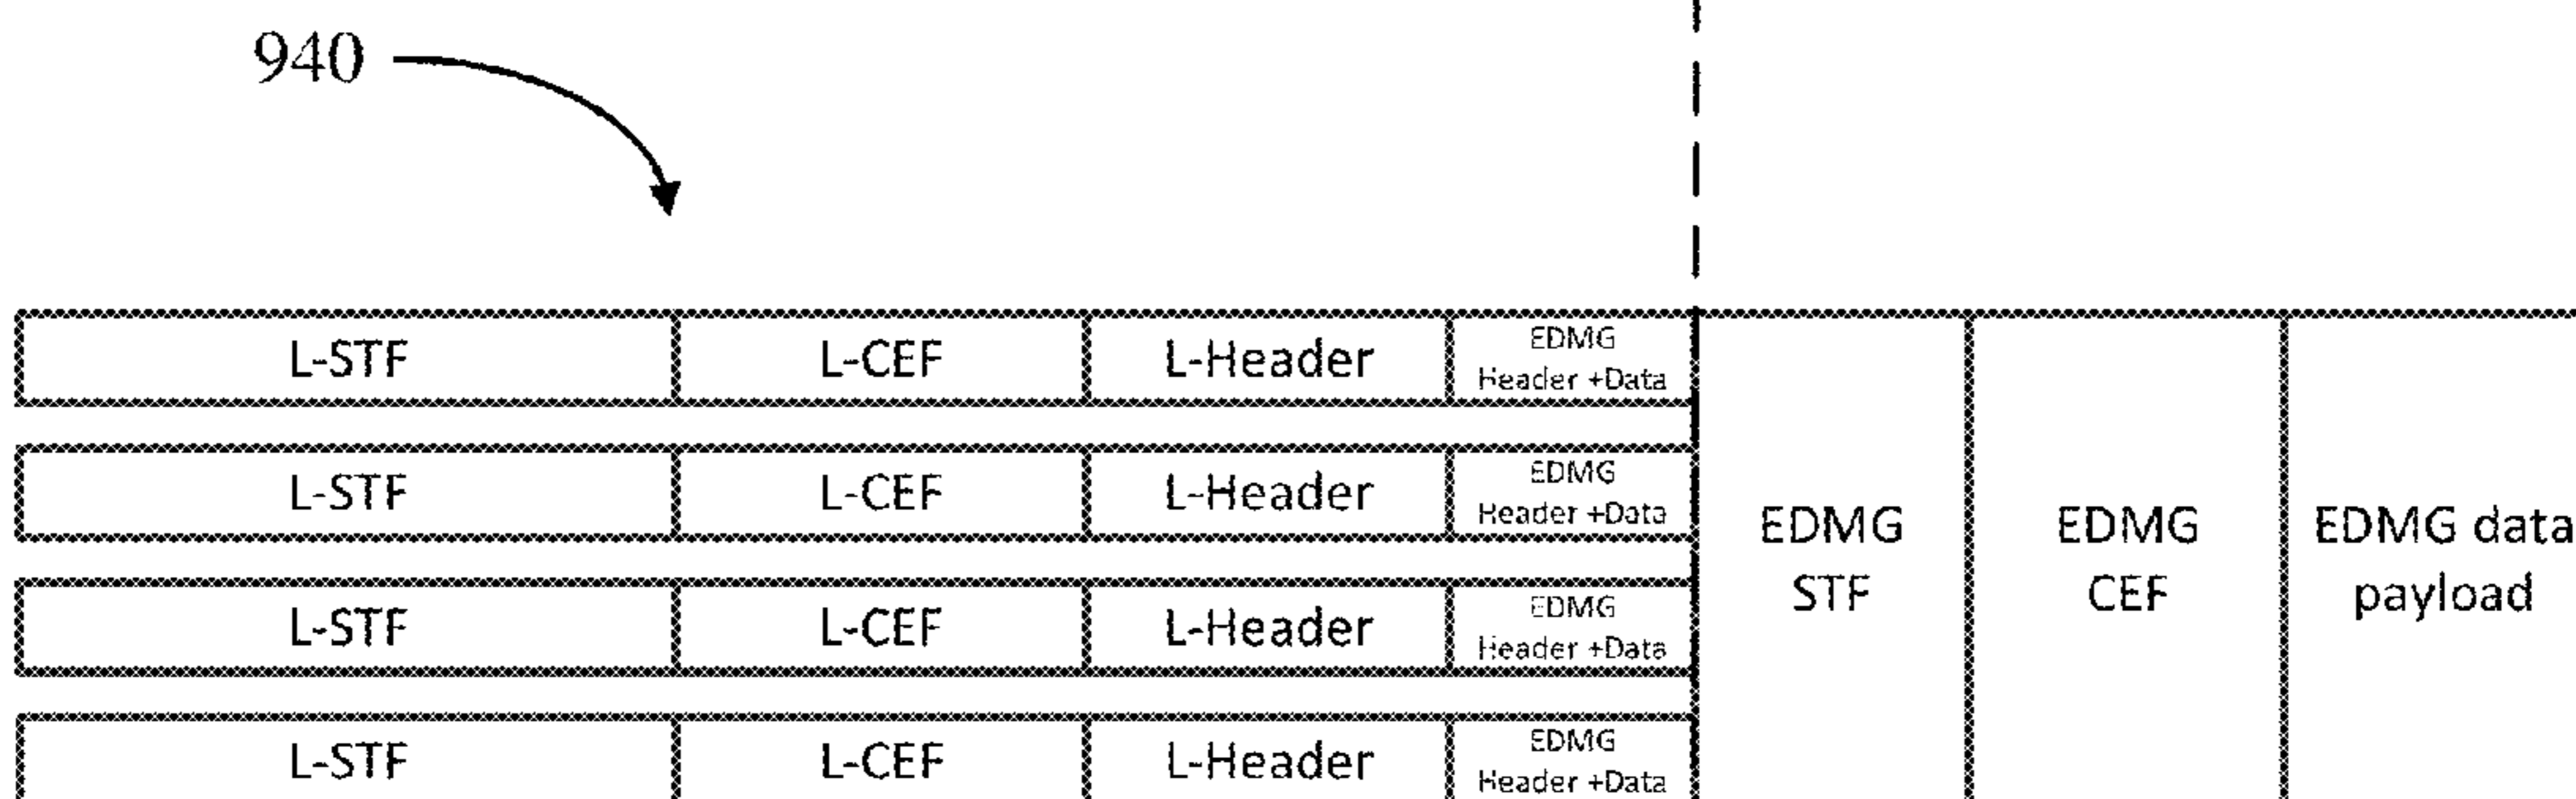 940
L-STF
L-CEF
L-Header
EDMG
Header +Data
L-STF
L-CEF
L-Header
EDMG
Header +Data
L-STF
L-CEF
L-Header
EDMG
Header +Data
L-STF
L-CEF
L-Header
EDMG
Header +Data
EDMG
STF
EDMG
CEF
EDMG data
payload